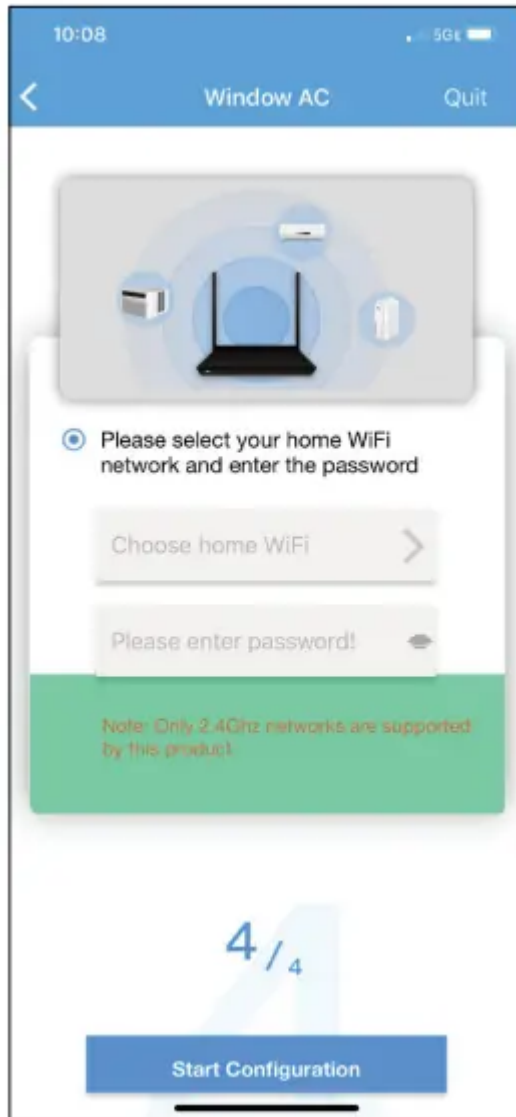 10:08
5GE
Window AC
Quit
Please select your home WiFi
network and enter the password
Choose home WiFi
Please enter password!
Note: Only 2.4Ghz networks are supported
by this product
4/4
Start Configuration